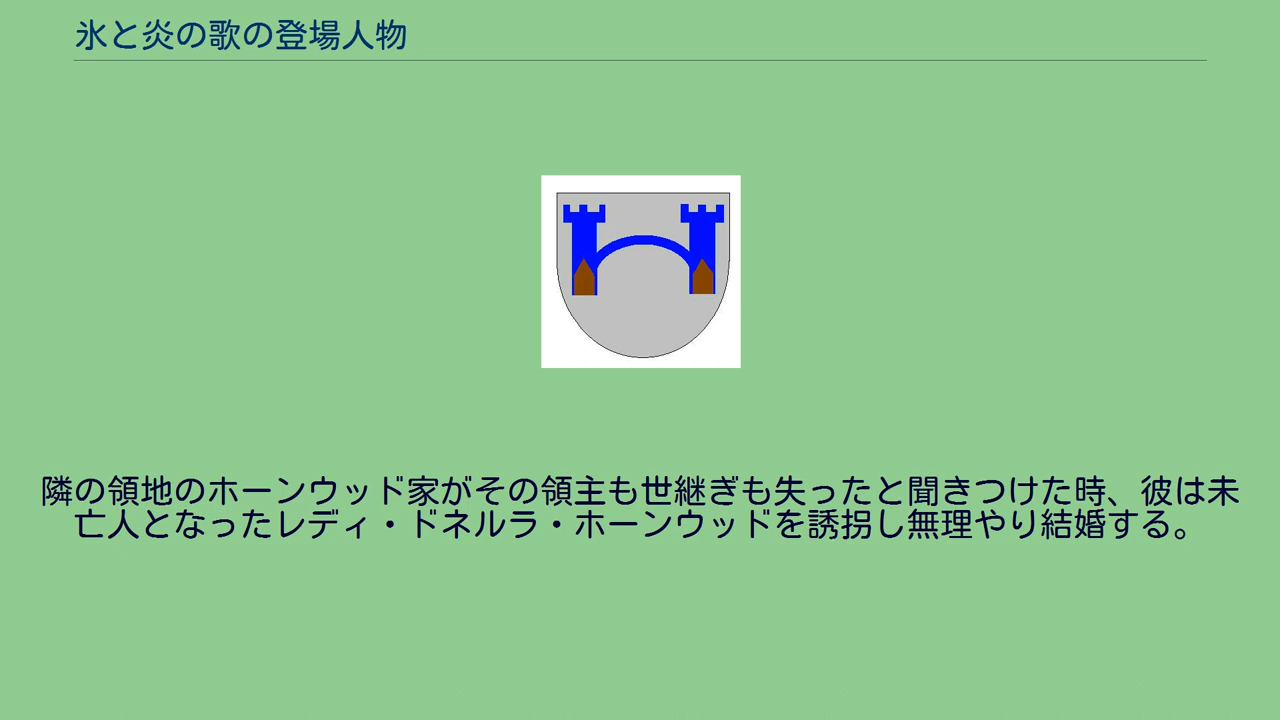 氷と炎の歌の登場人物
隣の領地のホーンウッド家がその領主も世継ぎも失ったと聞きつけた時、彼は未
亡人となったレディ・ドネルラ・ホーンウッドを誘拐し無理やり結婚する。